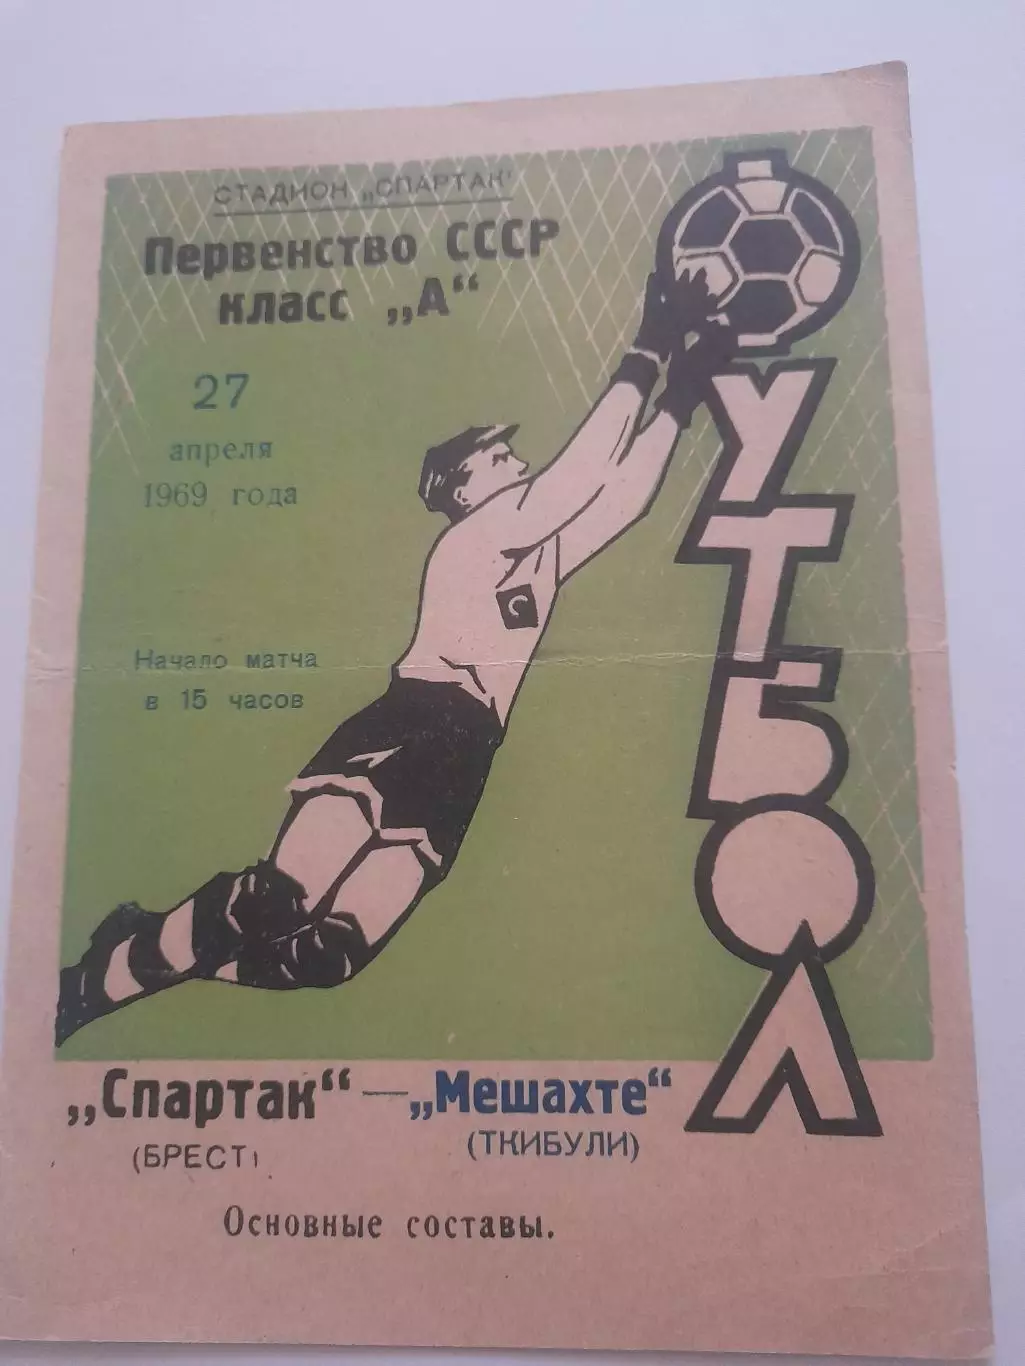 СТАДИОН „СПАРТАК"
Первенство СССР
класс „А“
27
апреля
1969 года
Начало матча
в 15 часов
ФУТБОЛ
С
„Спартак“ — „Мешахте“
(БРЕСТ)
(ТКИБУЛИ)
Основные составы.